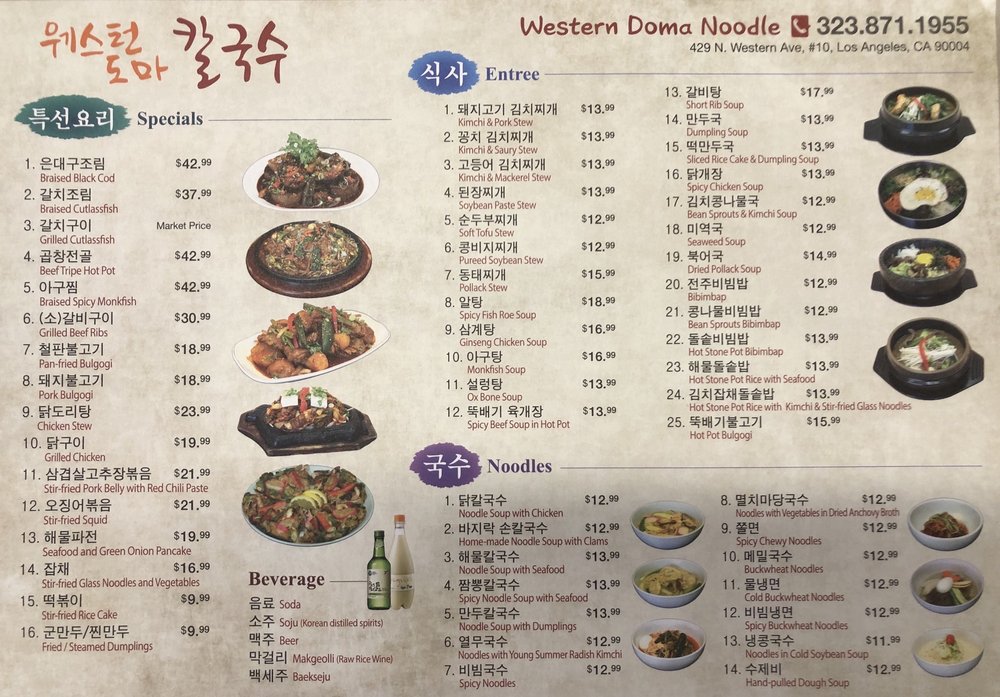 웨스턴
도마
칼국수
Western Doma Noodle 323.871.1955
429 N. Western Ave, #10, Los Angeles, CA 90004
특선요리 Specials
1. 은대구조림 $42.99
Braised Black Cod
2. 갈치조림 $37.99
Braised Cutlassfish
3. 갈치구이 Market Price
Grilled Cutlassfish
4. 곱창전골 $42.99
Beef Tripe Hot Pot
5. 아구찜 $42.99
Braised Spicy Monkfish
6. (소)갈비구이 $30.99
Grilled Beef Ribs
7. 철판불고기 $18.99
Pan-fried Bulgogi
8. 돼지불고기 $18.99
Pork Bulgogi
9. 닭도리탕 $23.99
Chicken Stew
10. 닭구이 $19.99
Grilled Chicken
11. 삼겹살고추장볶음 $21.99
Stir-fried Pork Belly with Red Chili Paste
12. 오징어볶음 $21.99
Stir-fried Squid
13. 해물파전 $19.99
Seafood and Green Onion Pancake
14. 잡채 $16.99
Stir-fried Glass Noodles and Vegetables
15. 떡볶이 $9.99
Stir-fried Rice Cake
16. 군만두/찐만두 $9.99
Fried / Steamed Dumplings
Beverage
음료 Soda
소주 Soju (Korean distilled spirits)
맥주 Beer
막걸리 Makgeolli (Raw Rice Wine)
백세주 Baekseju
식사 Entree
1. 돼지고기 김치찌개 $13.99
Kimchi & Pork Stew
2. 꽁치 김치찌개 $13.99
Kimchi & Saury Stew
3. 고등어 김치찌개 $13.99
Kimchi & Mackerel Stew
4. 된장찌개 $13.99
Soybean Paste Stew
5. 순두부찌개 $12.99
Soft Tofu Stew
6. 콩비지찌개 $12.99
Pureed Soybean Stew
7. 동태찌개 $15.99
Pollack Stew
8. 알탕 $18.99
Spicy Fish Roe Soup
9. 삼계탕 $16.99
Ginseng Chicken Soup
10. 아구탕 $16.99
Monkfish Soup
11. 설렁탕 $13.99
Ox Bone Soup
12. 뚝배기 육개장 $13.99
Spicy Beef Soup in Hot Pot
13. 갈비탕 $17.99
Short Rib Soup
14. 만두국 $13.99
Dumpling Soup
15. 떡만두국 $13.99
Sliced Rice Cake & Dumpling Soup
16. 닭개장 $13.99
Spicy Chicken Soup
17. 김치콩나물국 $12.99
Bean Sprouts & Kimchi Soup
18. 미역국 $12.99
Seaweed Soup
19. 북어국 $14.99
Dried Pollack Soup
20. 전주비빔밥 $12.99
Bibimbap
21. 콩나물비빔밥 $12.99
Bean Sprouts Bibimbap
22. 돌솥비빔밥 $13.99
Hot Stone Pot Bibimbap
23. 해물돌솥밥 $13.99
Hot Stone Pot Rice with Seafood
24. 김치잡채돌솥밥 $13.99
Hot Stone Pot Rice with Kimchi & Stir-fried Glass Noodles
25. 뚝배기불고기 $15.99
Hot Pot Bulgogi
국수 Noodles
1. 닭칼국수 $12.99
Noodle Soup with Chicken
2. 바지락 손칼국수 $12.99
Home-made Noodle Soup with Clams
3. 해물칼국수 $13.99
Noodle Soup with Seafood
4. 짬뽕칼국수 $13.99
Spicy Noodle Soup with Seafood
5. 만두칼국수 $13.99
Noodle Soup with Dumplings
6. 열무국수 $12.99
Noodles with Young Summer Radish Kimchi
7. 비빔국수 $12.99
Spicy Noodles
8. 멸치마당국수 $12.99
Noodles with Vegetables in Dried Anchovy Broth
9. 쫄면 $12.99
Spicy Chewy Noodles
10. 메밀국수 $12.99
Buckwheat Noodles
11. 물냉면 $12.99
Cold Buckwheat Noodles
12. 비빔냉면 $12.99
Spicy Buckwheat Noodles
13. 냉콩국수 $11.99
Noodles in Cold Soybean Soup
14. 수제비 $12.99
Hand-pulled Dough Soup